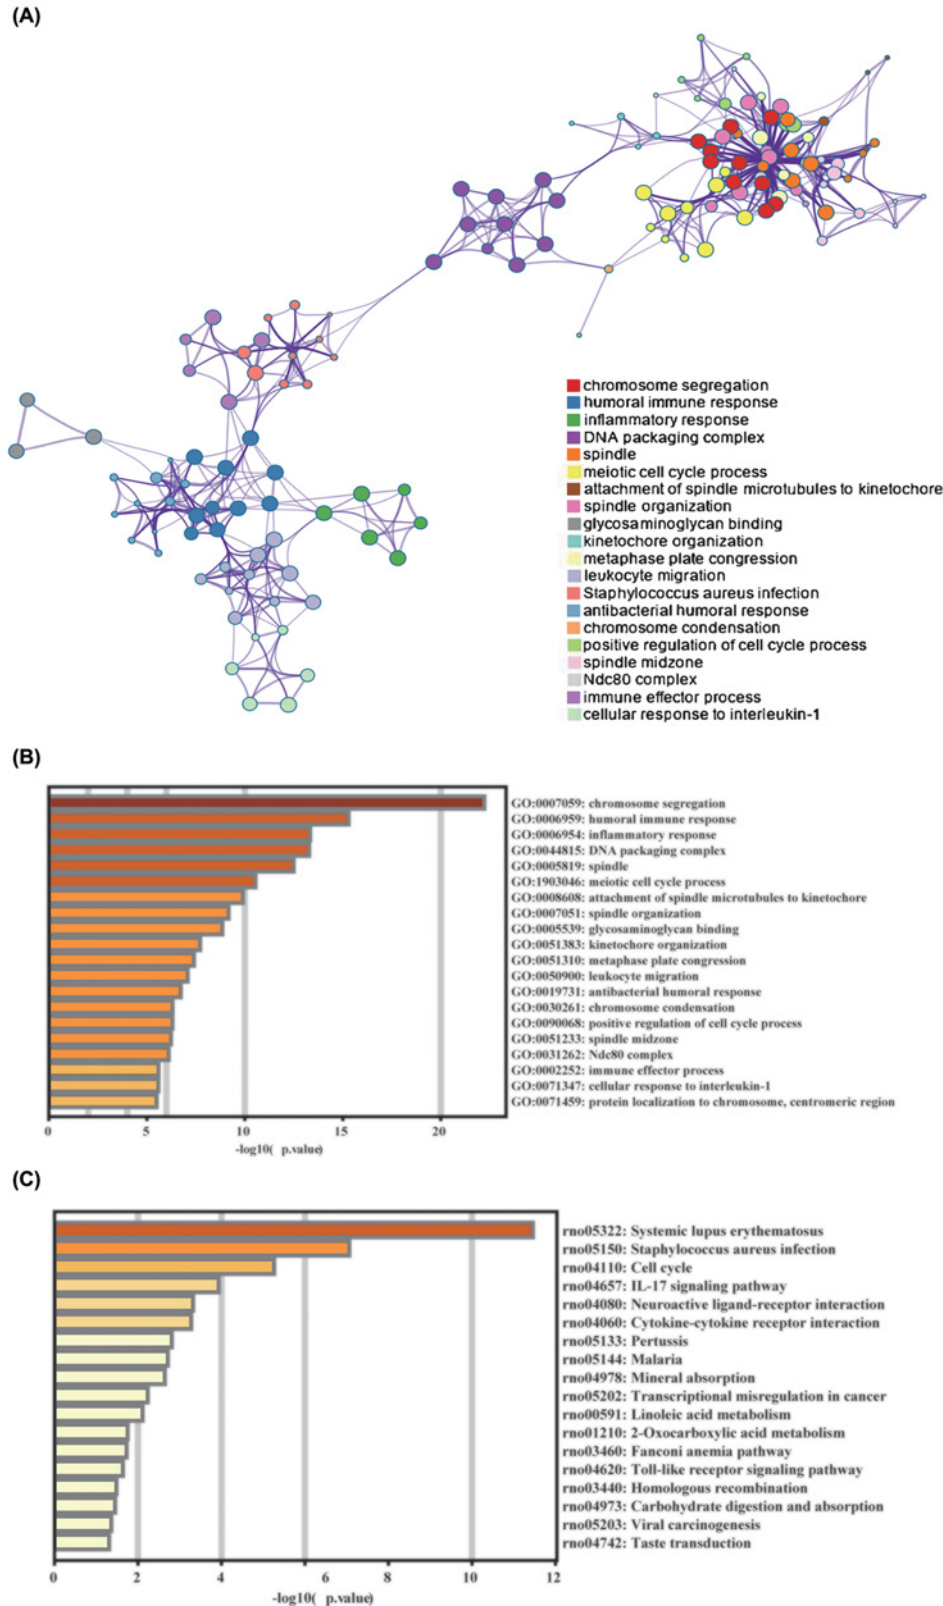 (A)
chromosome segregation
humoral immune response
inflammatory response
DNA packaging complex
spindle
meiotic cell cycle process
attachment of spindle microtubules to kinetochore
spindle organization
glycosaminoglycan binding
kinetochore organization
metaphase plate congression
leukocyte migration
Staphylococcus aureus infection
antibacterial humoral response
chromosome condensation
positive regulation of cell cycle process
spindle midzone
Ndc80 complex
immune effector process
cellular response to interleukin-1
(B)
GO:0007059: chromosome segregation
GO:0006959: humoral immune response
GO:0006954: inflammatory response
GO:0044815: DNA packaging complex
GO:0005819: spindle
GO:1903046: meiotic cell cycle process
GO:0008608: attachment of spindle microtubules to kinetochore
GO:0007051: spindle organization
GO:0005539: glycosaminoglycan binding
GO:0051383: kinetochore organization
GO:0051310: metaphase plate congression
GO:0050900: leukocyte migration
GO:0019731: antibacterial humoral response
GO:0030261: chromosome condensation
GO:0090068: positive regulation of cell cycle process
GO:0051233: spindle midzone
GO:0031262: Ndc80 complex
GO:0002252: immune effector process
GO:0071347: cellular response to interleukin-1
GO:0071459: protein localization to chromosome, centromeric region
0 5 10 15 20
-log10( p.value)
(C)
rno05322: Systemic lupus erythematosus
rno05150: Staphylococcus aureus infection
rno04110: Cell cycle
rno04657: IL-17 signaling pathway
rno04080: Neuroactive ligand-receptor interaction
rno04060: Cytokine-cytokine receptor interaction
rno05133: Pertussis
rno05144: Malaria
rno04978: Mineral absorption
rno05202: Transcriptional misregulation in cancer
rno00591: Linoleic acid metabolism
rno01210: 2-Oxocarboxylic acid metabolism
rno03460: Fanconi anemia pathway
rno04620: Toll-like receptor signaling pathway
rno03440: Homologous recombination
rno04973: Carbohydrate digestion and absorption
rno05203: Viral carcinogenesis
rno04742: Taste transduction
0 2 4 6 8 10 12
-log10( p.value)